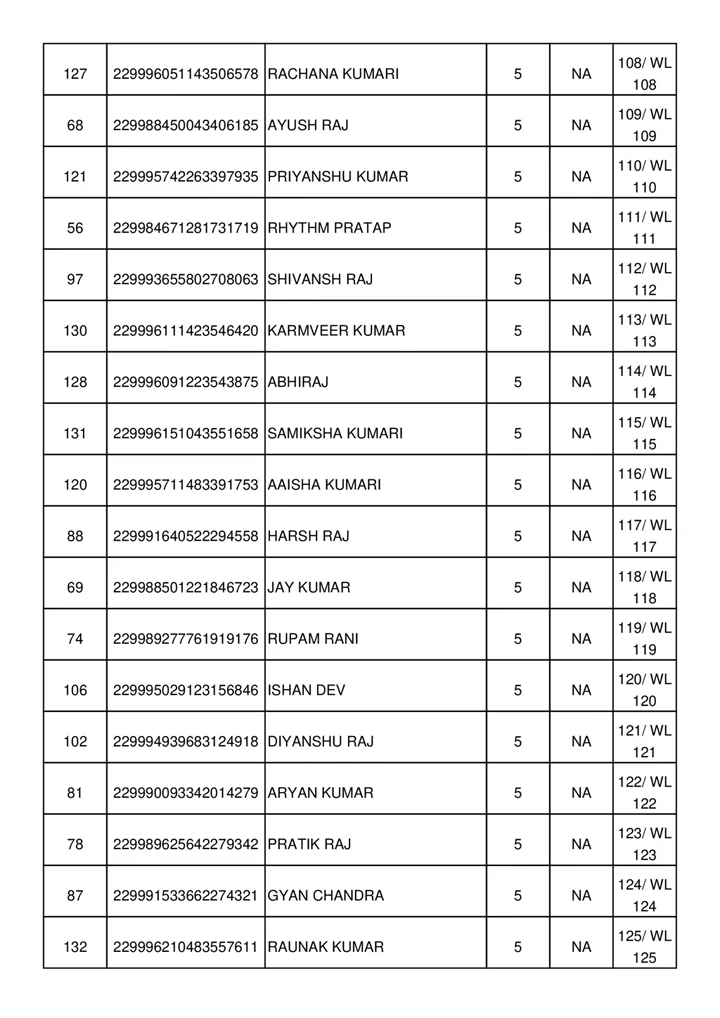 127 229996051143506578 RACHANA KUMARI 5 NA 108/ WL 108
68 229988450043406185 AYUSH RAJ 5 NA 109/ WL 109
121 229995742263397935 PRIYANSHU KUMAR 5 NA 110/ WL 110
56 229984671281731719 RHYTHM PRATAP 5 NA 111/ WL 111
97 229993655802708063 SHIVANSH RAJ 5 NA 112/ WL 112
130 229996111423546420 KARMVEER KUMAR 5 NA 113/ WL 113
128 229996091223543875 ABHIRAJ 5 NA 114/ WL 114
131 229996151043551658 SAMIKSHA KUMARI 5 NA 115/ WL 115
120 229995711483391753 AAISHA KUMARI 5 NA 116/ WL 116
88 229991640522294558 HARSH RAJ 5 NA 117/ WL 117
69 229988501221846723 JAY KUMAR 5 NA 118/ WL 118
74 229989277761919176 RUPAM RANI 5 NA 119/ WL 119
106 229995029123156846 ISHAN DEV 5 NA 120/ WL 120
102 229994939683124918 DIYANSHU RAJ 5 NA 121/ WL 121
81 229990093342014279 ARYAN KUMAR 5 NA 122/ WL 122
78 229989625642279342 PRATIK RAJ 5 NA 123/ WL 123
87 229991533662274321 GYAN CHANDRA 5 NA 124/ WL 124
132 229996210483557611 RAUNAK KUMAR 5 NA 125/ WL 125